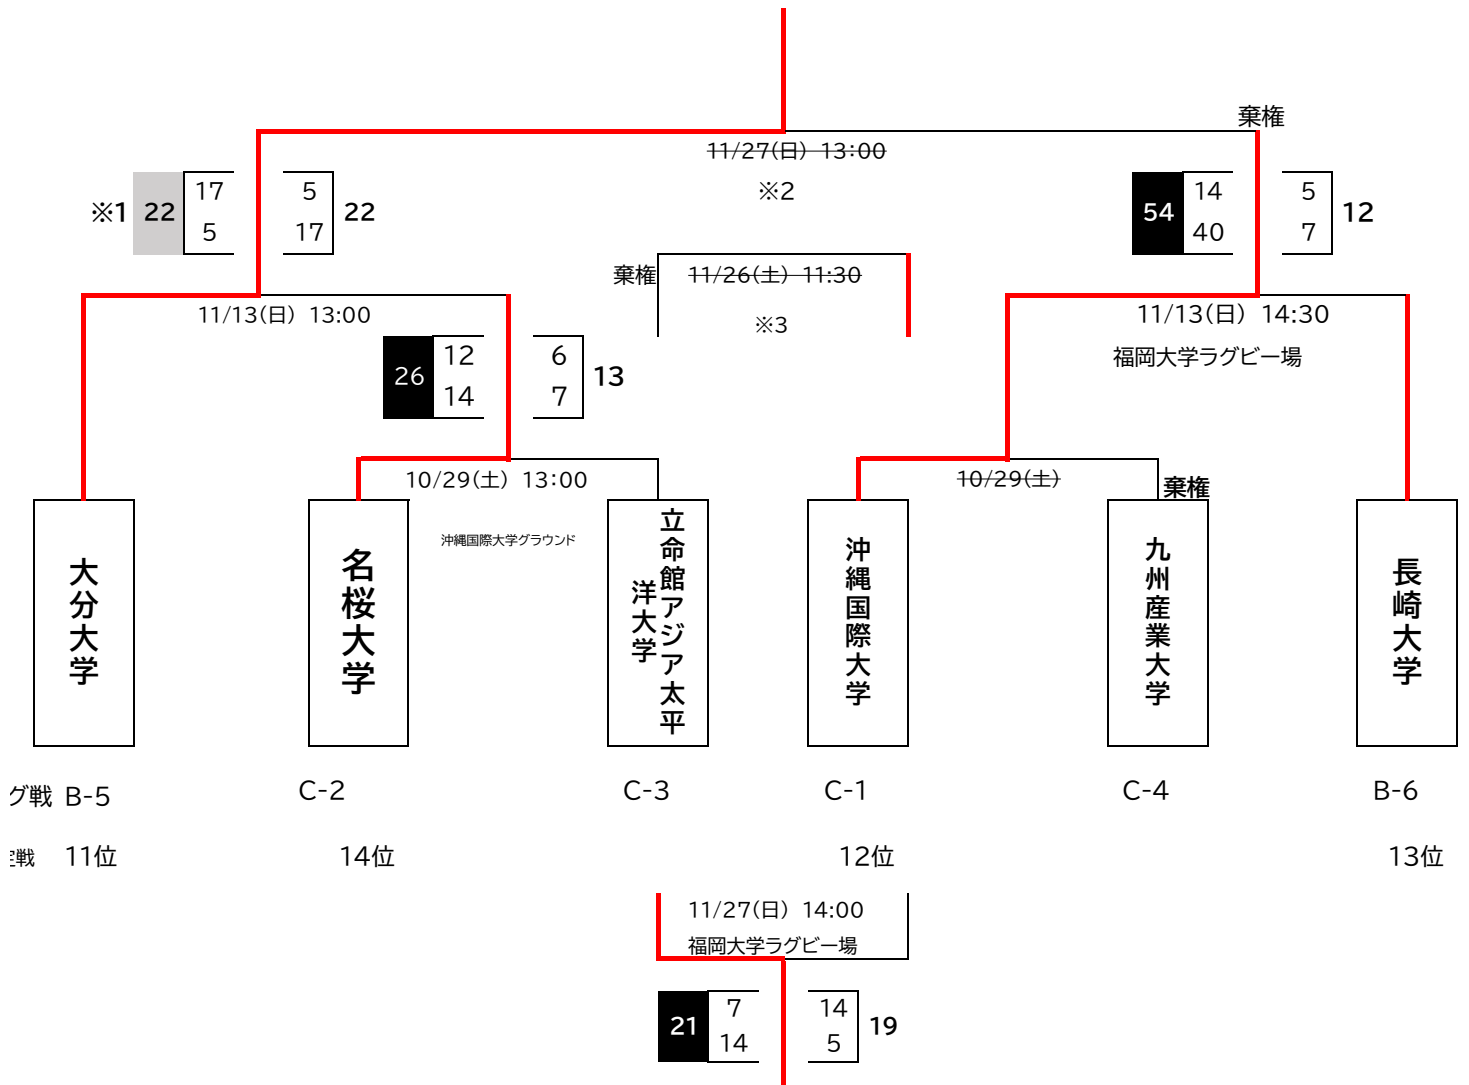 棄権
11/27(日) 13:00
※2
※1 22 17 5 22
5 17
54 14 5 12
40 7
棄権 11/26(土) 11:30
※3
11/13(日) 13:00
11/13(日) 14:30
福岡大学ラグビー場
26 12 6 13
14 7
10/29(土) 13:00
10/29(土)
棄権
沖縄国際大学グラウンド
大分大学
名桜大学
立命館アジア太平
洋大学
沖縄国際大学
九州産業大学
長崎大学
グ戦 B-5 C-2 C-3 C-1 C-4 B-6
定戦 11位 14位 12位 13位
11/27(日) 14:00
福岡大学ラグビー場
21 7 14 19
14 5